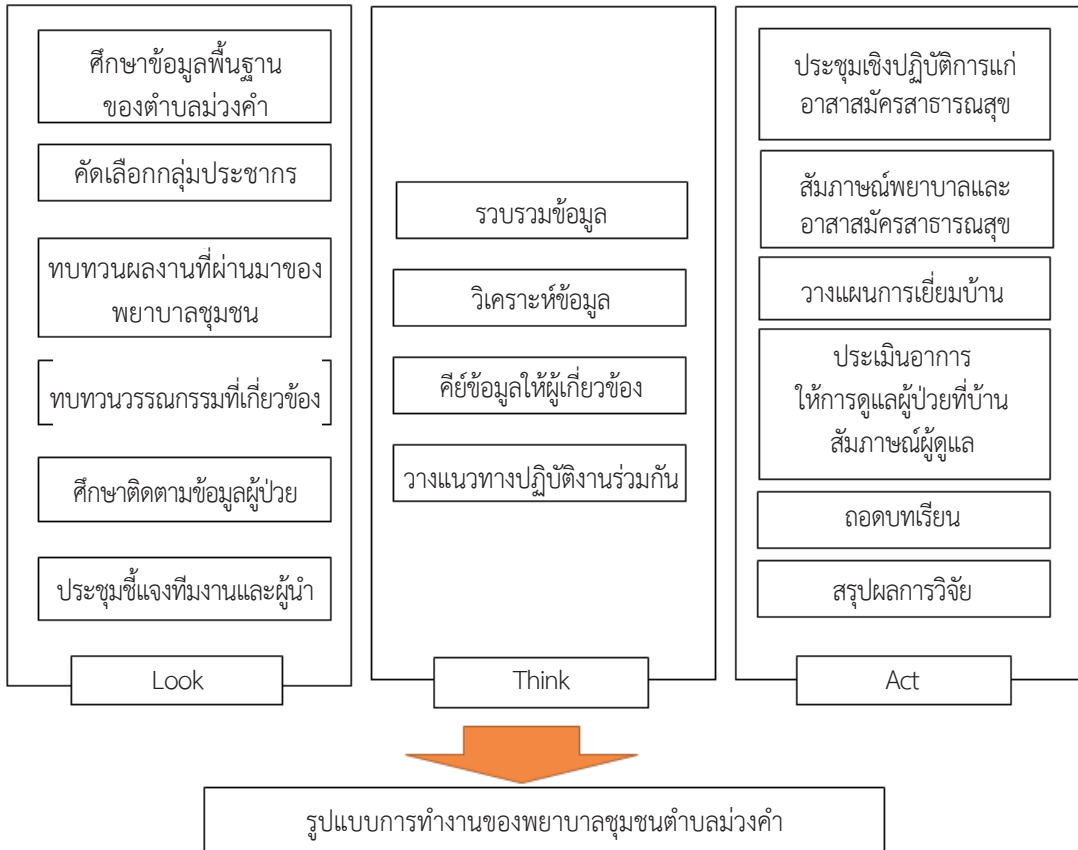 ศึกษาข้อมูลพื้นฐาน
ของตำบลม่วงคำ
คัดเลือกกลุ่มประชากร
ทบทวนผลงานที่ผ่านมาของ
พยาบาลชุมชน
ทบทวนวรรณกรรมที่เกี่ยวข้อง
ศึกษาติดตามข้อมูลผู้ป่วย
ประชุมชี้แจงทีมงานและผู้นำ
Look
รวบรวมข้อมูล
วิเคราะห์ข้อมูล
คีย์ข้อมูลให้ผู้เกี่ยวข้อง
วางแนวทางปฏิบัติงานร่วมกัน
Think
ประชุมเชิงปฏิบัติการแก่
อาสาสมัครสาธารณสุข
สัมภาษณ์พยาบาลและ
อาสาสมัครสาธารณสุข
วางแผนการเยี่ยมบ้าน
ประเมินอาการ
ให้การดูแลผู้ป่วยที่บ้าน
สัมภาษณ์ผู้ดูแล
ถอดบทเรียน
สรุปผลการวิจัย
Act
รูปแบบการทำงานของพยาบาลชุมชนตำบลม่วงคำ